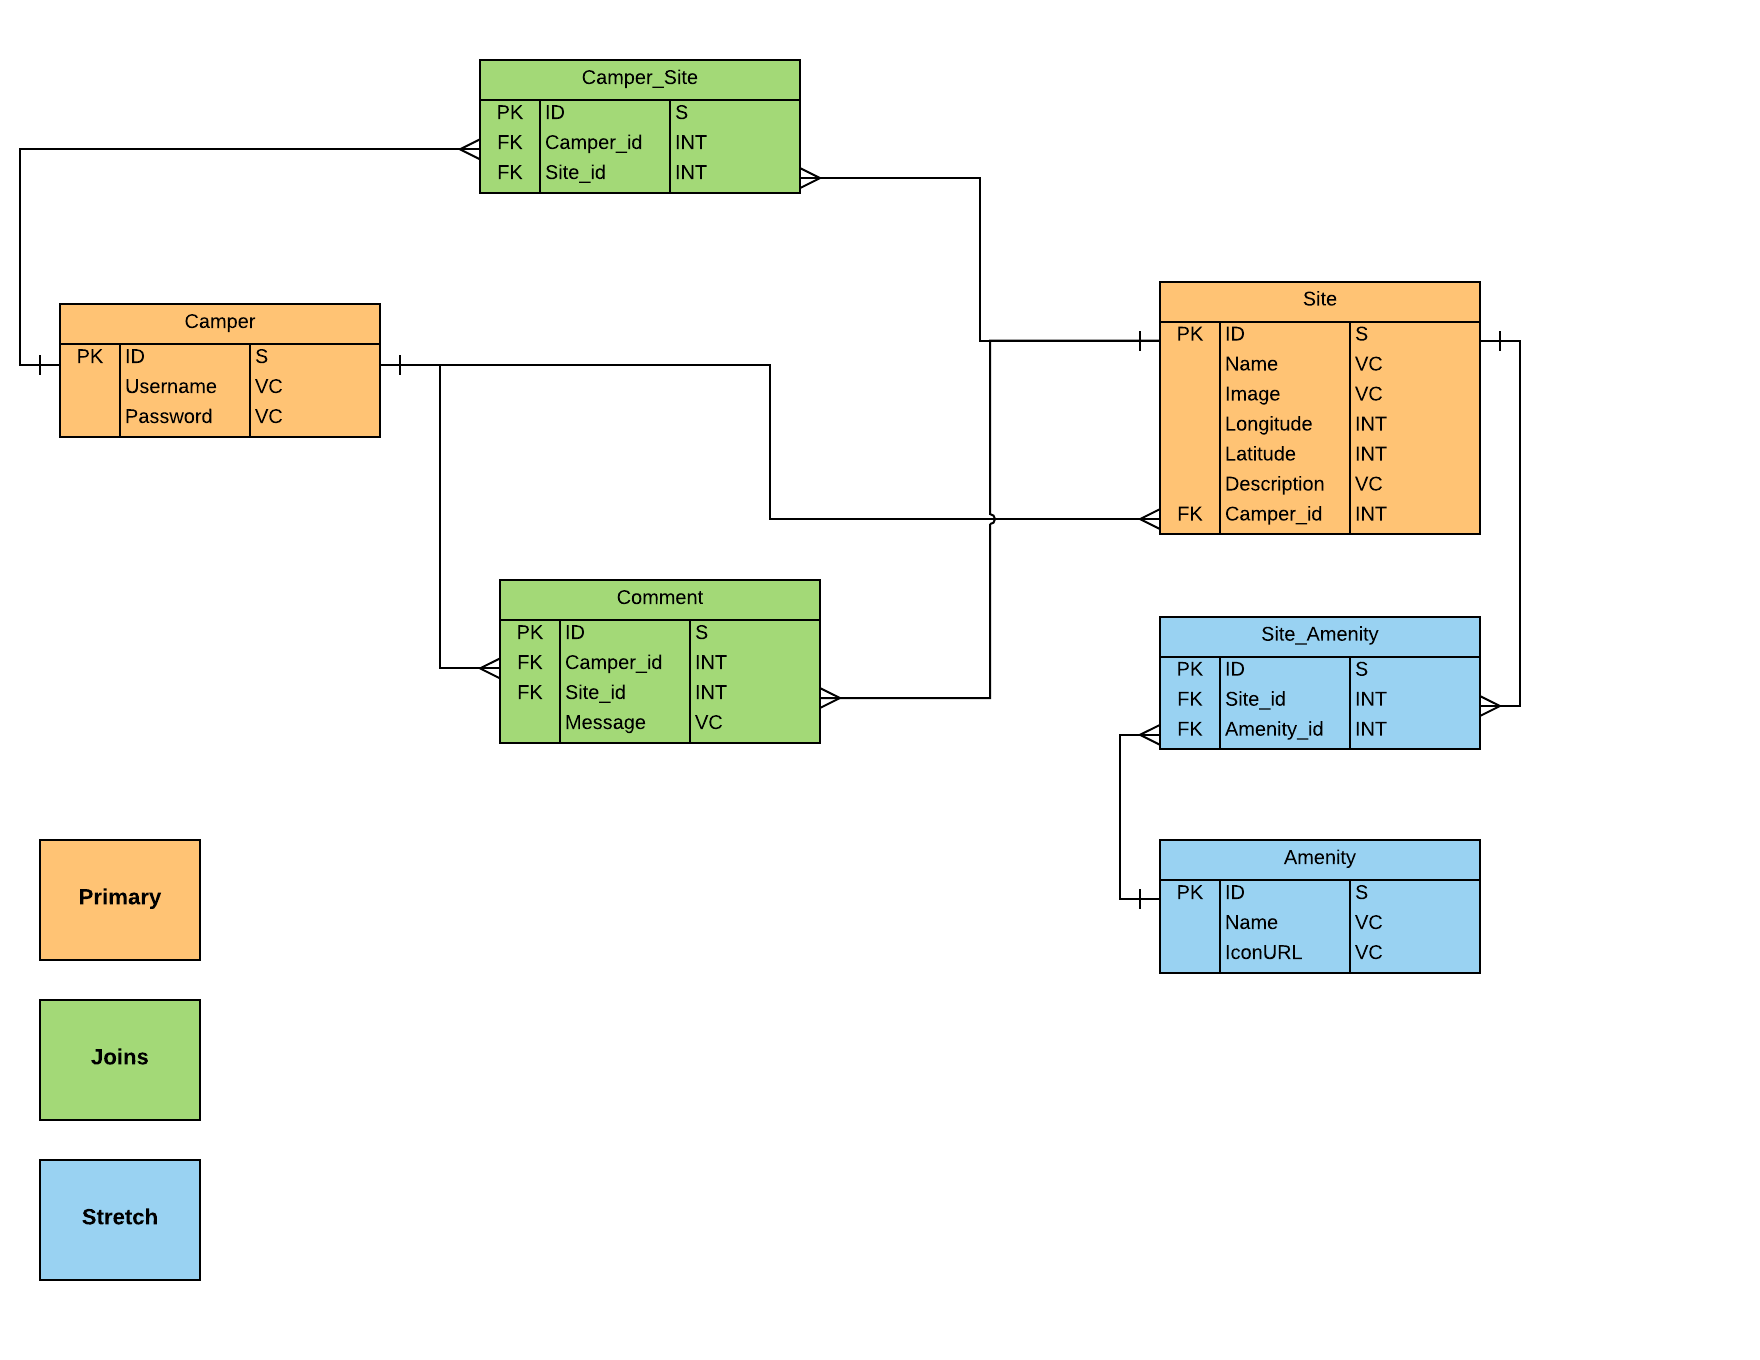 Camper_Site
PK ID S
FK Camper_id INT
FK Site_id INT
Camper
PK ID S
Username VC
Password VC
Site
PK ID S
Name VC
Image VC
Longitude INT
Latitude INT
Description VC
FK Camper_id INT
Comment
PK ID S
FK Camper_id INT
FK Site_id INT
Message VC
Site_Amenity
PK ID S
FK Site_id INT
FK Amenity_id INT
Amenity
PK ID S
Name VC
IconURL VC
Primary
Joins
Stretch